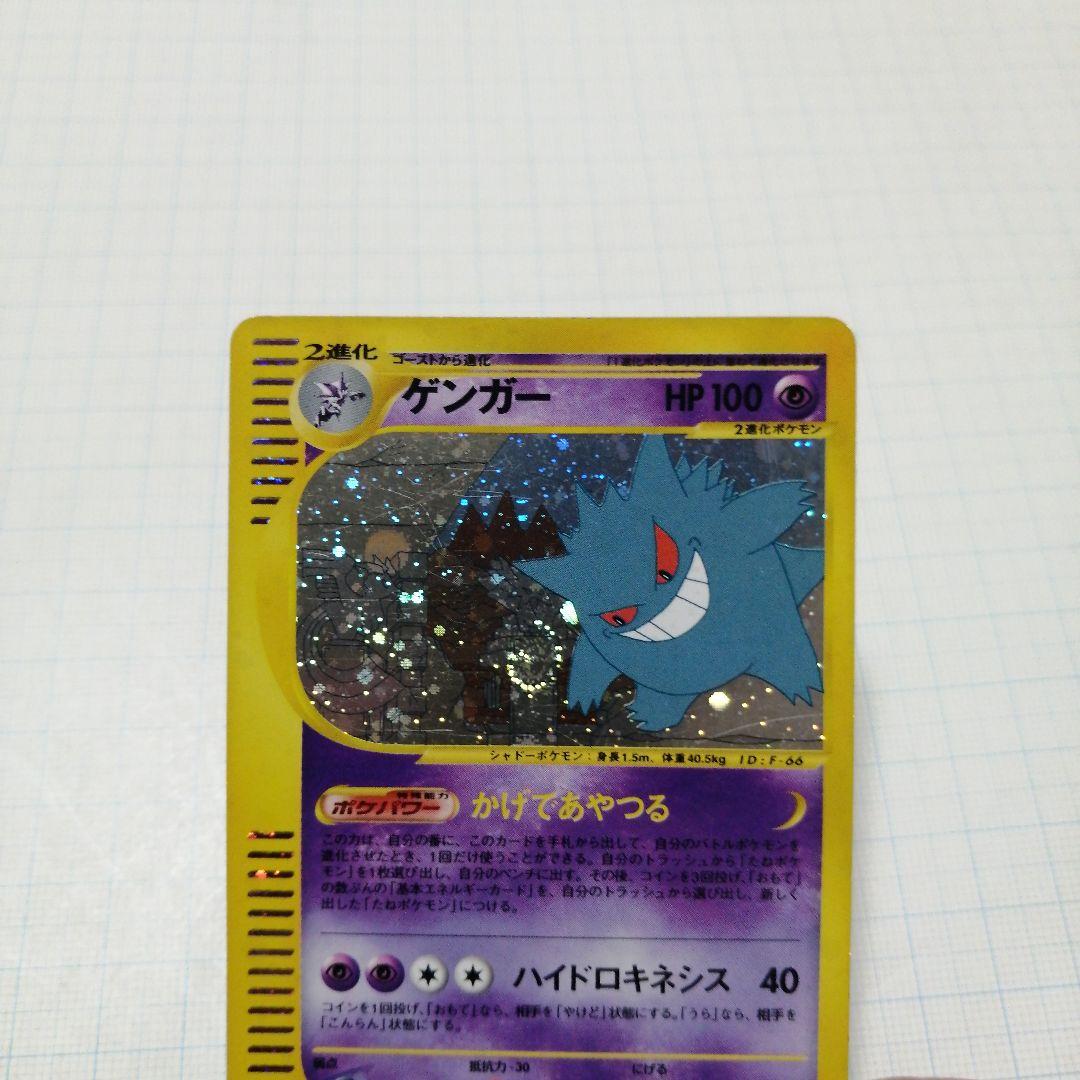 2進化
ゴーストから進化
ゲンガー HP 100
2進化ポケモン
シャドーポケモン：身長1.5m、体重40.5kg ID：F-66
特殊能力
ポケパワー かげであやつる
この力は、自分の番に、このカードを手札から出して、自分のバトルポケモンを
進化させたとき、1回だけ使うことができる。自分のトラッシュから「たねポケ
モン」を1枚選び出し、自分のベンチに出す。その後、コインを3回投げ、「おもて」
の数ぶんの「基本エネルギーカード」を、自分のトラッシュから選び出し、新しく
出した「たねポケモン」につける。
ハイドロキネシス 40
コインを1回投げ、「おもて」なら、相手を「やけど」状態にする。「うら」なら、相手を
「こんらん」状態にする。
弱点 抵抗力 -30 にげる